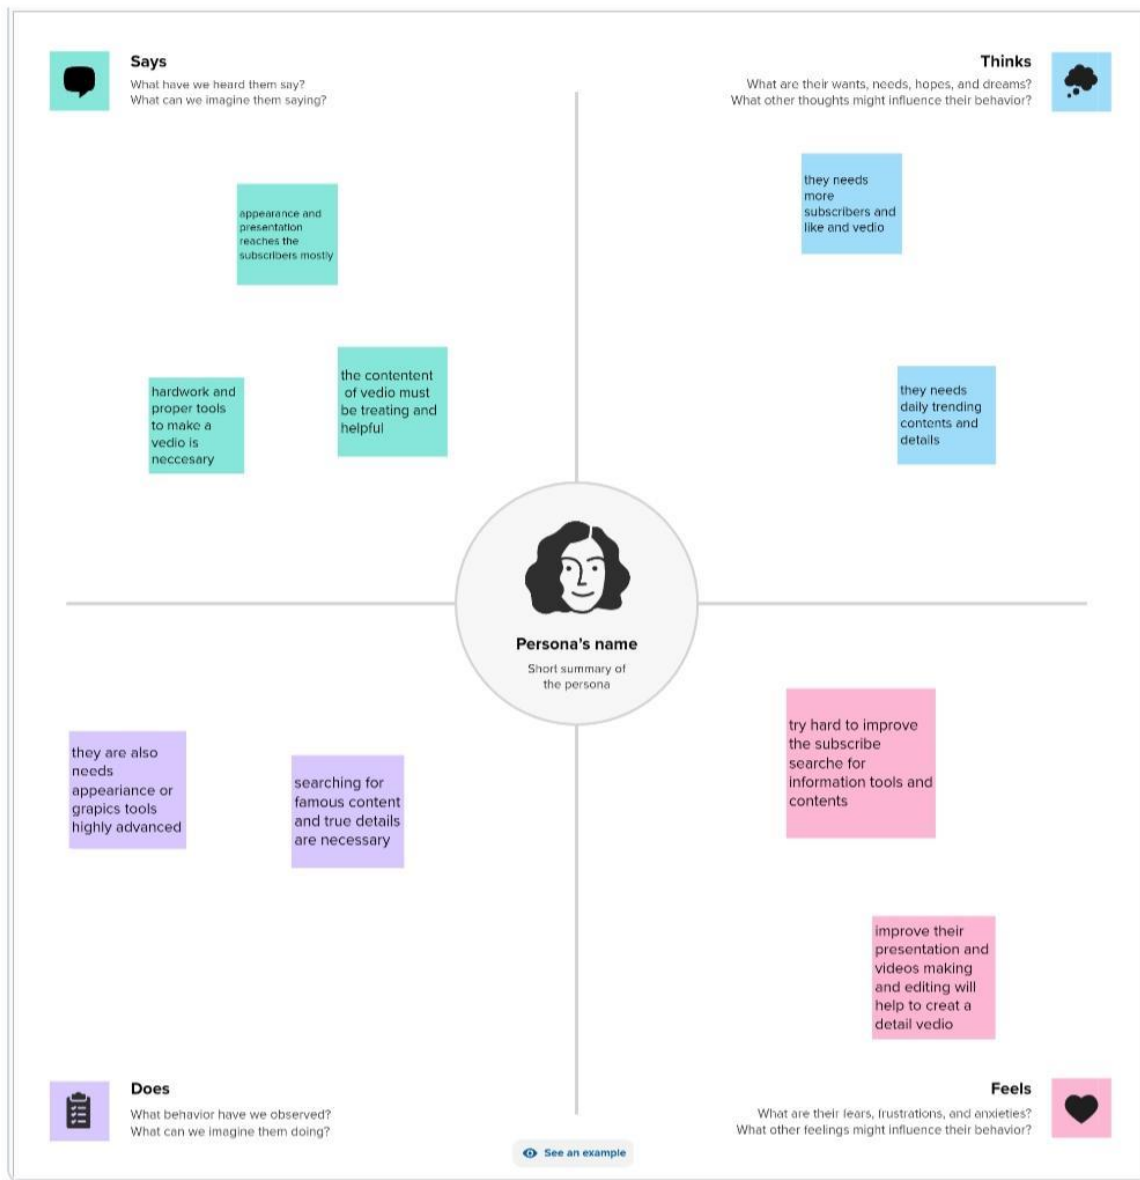 Says
What have we heard them say?
What can we imagine them saying?
Thinks
What are their wants, needs, hopes, and dreams?
What other thoughts might influence their behavior?
appearance and
presentation
reaches the
subscribers mostly
they needs
more
subscribers and
like and vedio
hardwork and
proper tools
to make a
vedio is
neccesary
the contentent
of vedio must
be treating and
helpful
they needs
daily trending
contents and
details
Persona's name
Short summary of
the persona
they are also
needs
appeariance or
grapics tools
highly advanced
searching for
famous content
and true details
are necessary
try hard to improve
the subscribe
searche for
information tools and
contents
improve their
presentation and
videos making
and editing will
help to creat a
detail vedio
Does
What behavior have we observed?
What can we imagine them doing?
Feels
What are their fears, frustrations, and anxieties?
What other feelings might influence their behavior?
See an example